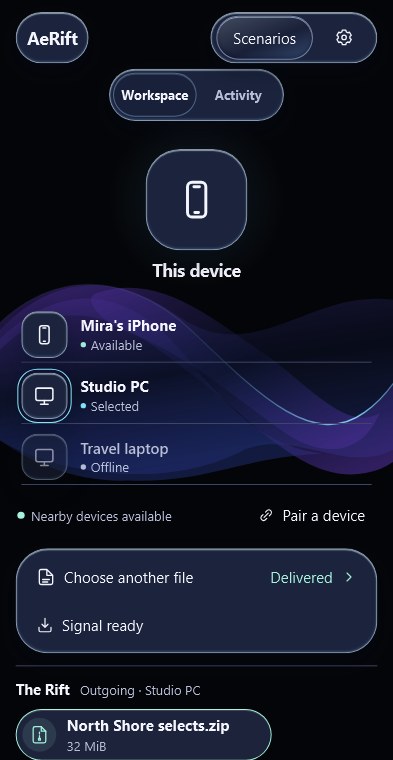 AeRift
Scenarios
Workspace
Activity
This device
Mira's iPhone
Available
Studio PC
Selected
Travel laptop
Offline
Nearby devices available
Pair a device
Choose another file
Delivered
Signal ready
The Rift Outgoing · Studio PC
North Shore selects.zip
32 MiB